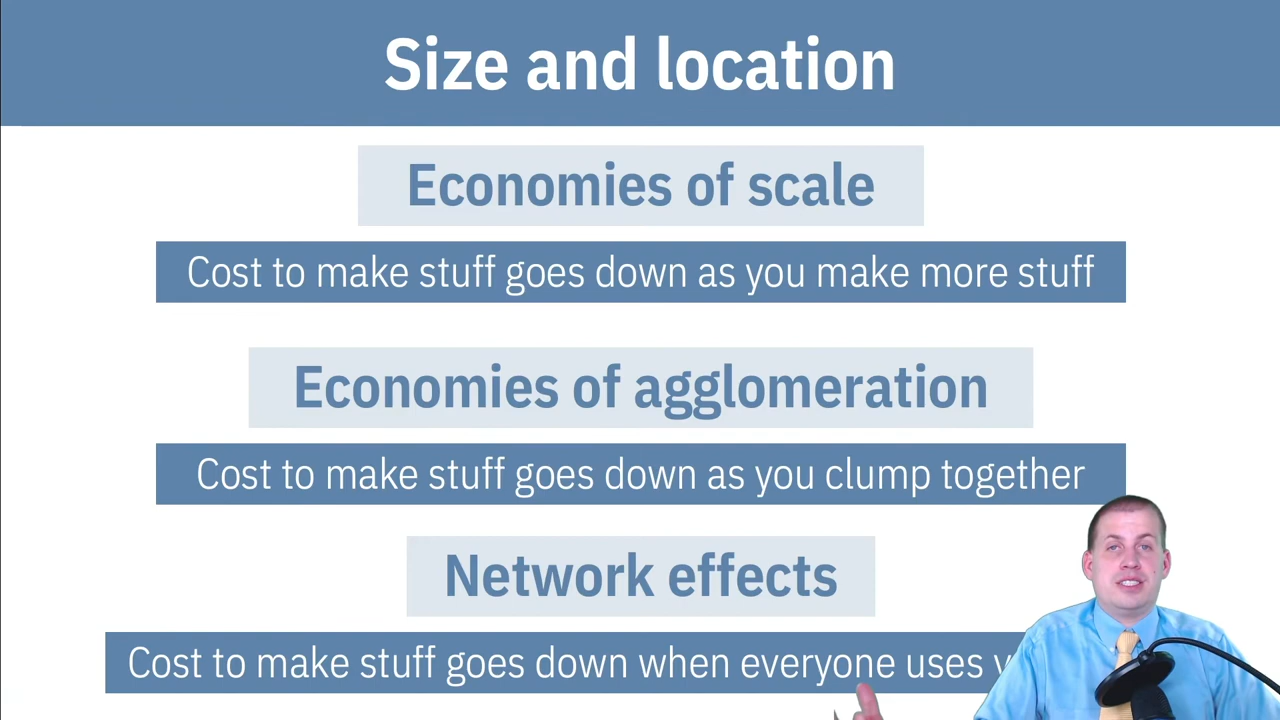 Size and location
Economies of scale
Cost to make stuff goes down as you make more stuff
Economies of agglomeration
Cost to make stuff goes down as you clump together
Network effects
Cost to make stuff goes down when everyone uses